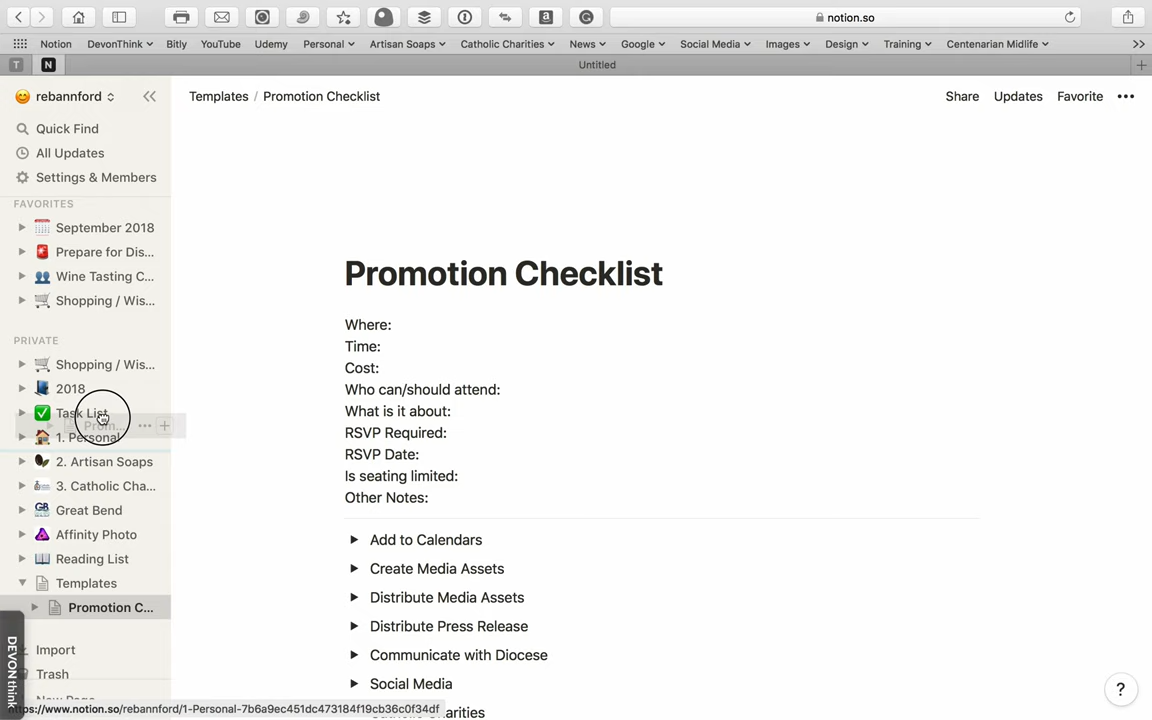 notion.so
Notion DevonThink Bitly YouTube Udemy Personal Artisan Soaps Catholic Charities News Google Social Media Images Design Training Centenarian Midlife
T N Untitled
rebannford
Templates / Promotion Checklist
Share Updates Favorite
Quick Find
All Updates
Settings & Members
FAVORITES
September 2018
Prepare for Dis...
Wine Tasting C...
Shopping / Wis...
PRIVATE
Shopping / Wis...
2018
Task List
Prom...
1. Personal
2. Artisan Soaps
3. Catholic Cha...
GB Great Bend
Affinity Photo
Reading List
Templates
Promotion C...
Import
Trash
New Page
DEVONthink
https://www.notion.so/rebannford/1-Personal-7b6a9ec451dc473184f19cb36c0f34df
Promotion Checklist
Where:
Time:
Cost:
Who can/should attend:
What is it about:
RSVP Required:
RSVP Date:
Is seating limited:
Other Notes:
Add to Calendars
Create Media Assets
Distribute Media Assets
Distribute Press Release
Communicate with Diocese
Social Media
Catholic Charities
?